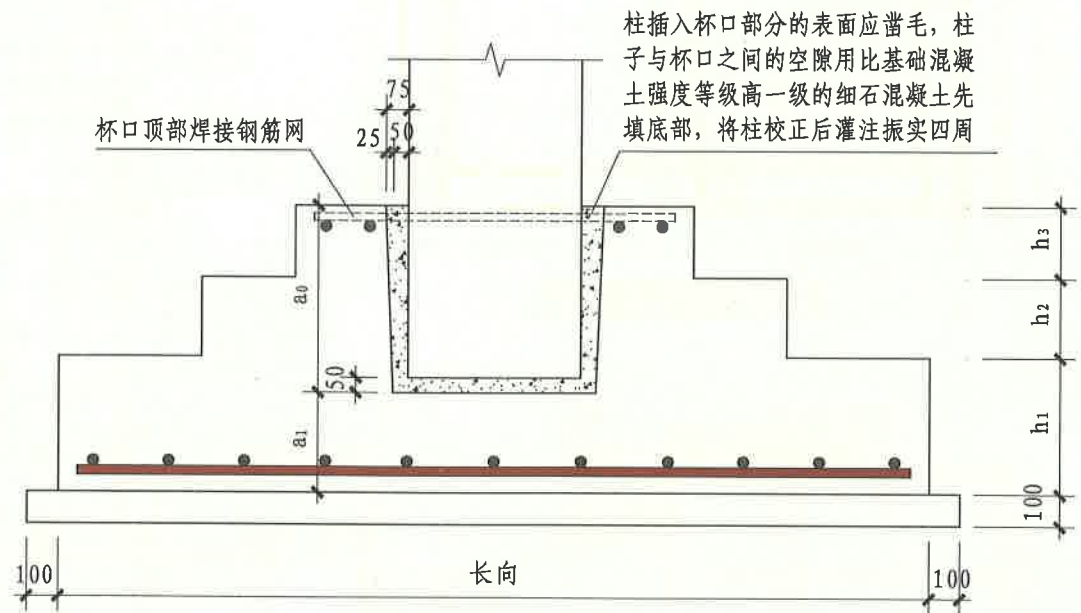 柱插入杯口部分的表面应凿毛，柱
子与杯口之间的空隙用比基础混凝
土强度等级高一级的细石混凝土先
填底部，将柱校正后灌注振实四周
75
杯口顶部焊接钢筋网
25
50
h3
a0
h2
50
h1
a1
100
100
长向
100